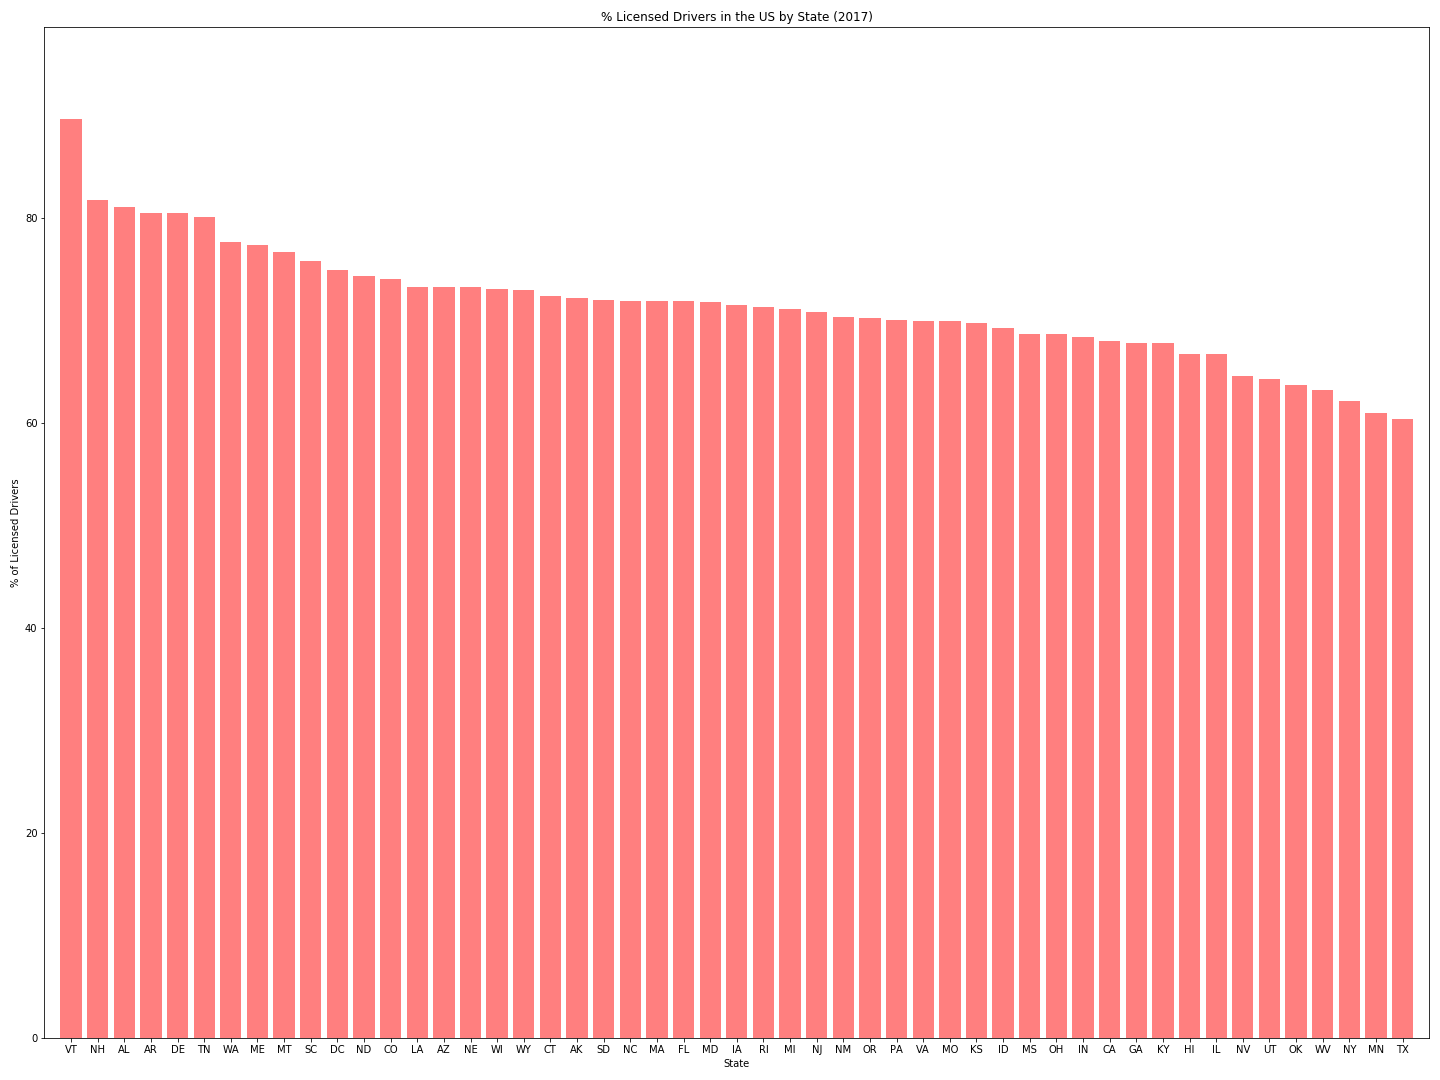 % Licensed Drivers in the US by State (2017)
% of Licensed Drivers
80
60
40
20
0
VT NH AL AR DE TN WA ME MT SC DC ND CO LA AZ NE WI WY CT AK SD NC MA FL MD IA RI MI NJ NM OR PA VA MO KS ID MS OH IN CA GA KY HI IL NV UT OK WV NY MN TX
State